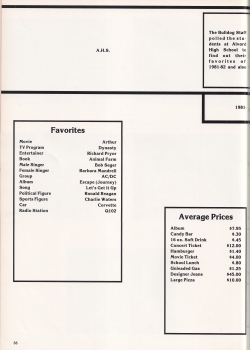 A.H.S.
The Bulldog Staff
polled the stu-
dents at Alvord
High School to
find out their
favorites of
1981-82 and also
1981
Favorites
Movie Arthur
TV Program Dynasty
Entertainer Richard Pryor
Book Animal Farm
Male Singer Bob Seger
Female Singer Barbara Mandrell
Group AC/DC
Album Escape (Journey)
Song Let's Get it Up
Political Figure Ronald Reagan
Sports Figure Charlie Waters
Car Corvette
Radio Station Q102
Average Prices
Album $7.95
Candy Bar $.30
16 oz. Soft Drink $.45
Concert Ticket $12.00
Hamburger $1.40
Movie Ticket $4.00
School Lunch $.80
Unleaded Gas $1.25
Designer Jeans $45.00
Large Pizza $10.00